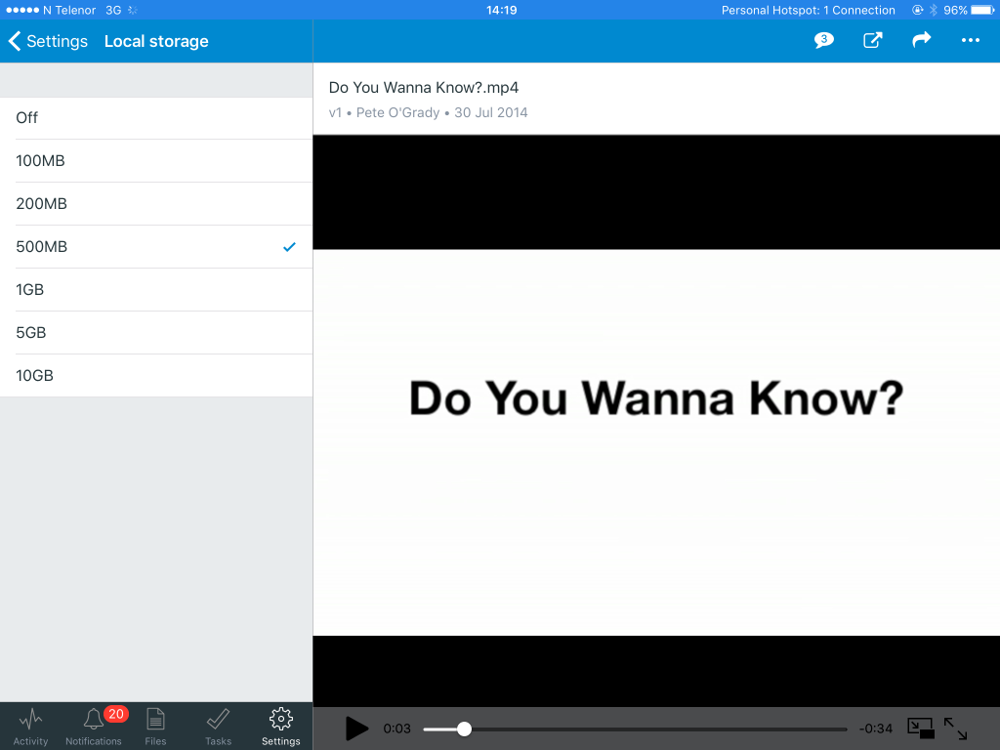 N Telenor 3G 14:19 Personal Hotspot: 1 Connection 96%
Settings Local storage 3
Do You Wanna Know?.mp4
v1 • Pete O'Grady • 30 Jul 2014
Off
100MB
200MB
500MB
1GB
5GB
10GB
Do You Wanna Know?
20
Activity Notifications Files Tasks Settings
0:03 -0:34